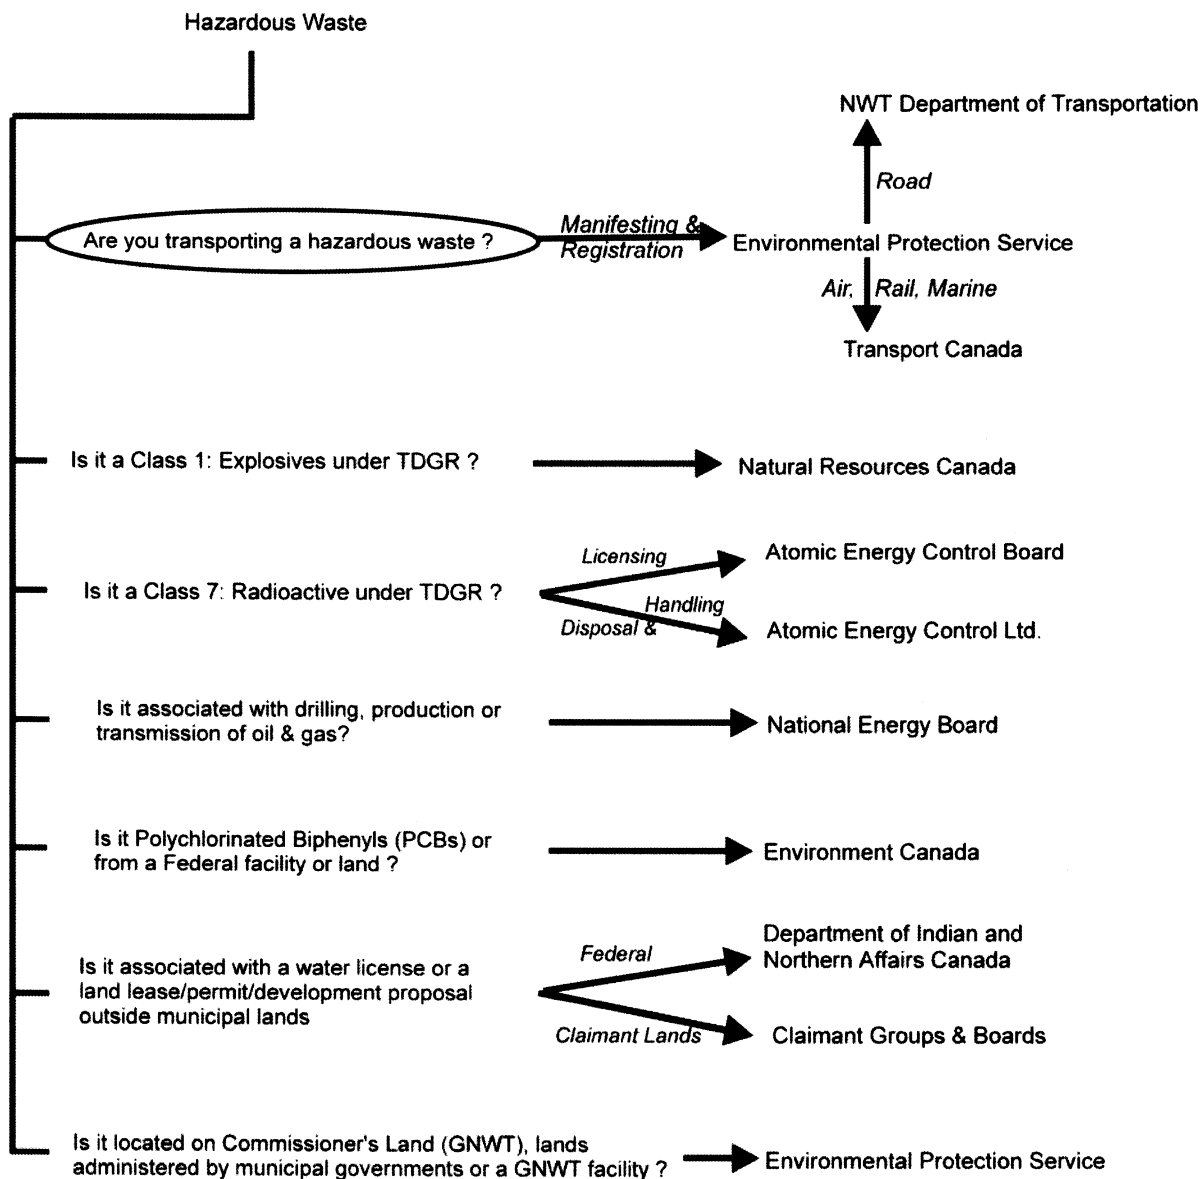 Hazardous Waste
NWT Department of Transportation
Road
Are you transporting a hazardous waste ?
Manifesting &
Registration
Environmental Protection Service
Air, Rail, Marine
Transport Canada
Is it a Class 1: Explosives under TDGR ?
Natural Resources Canada
Is it a Class 7: Radioactive under TDGR ?
Licensing
Atomic Energy Control Board
Handling
Disposal &
Atomic Energy Control Ltd.
Is it associated with drilling, production or
transmission of oil & gas?
National Energy Board
Is it Polychlorinated Biphenyls (PCBs) or
from a Federal facility or land ?
Environment Canada
Is it associated with a water license or a
land lease/permit/development proposal
outside municipal lands
Federal
Department of Indian and
Northern Affairs Canada
Claimant Lands
Claimant Groups & Boards
Is it located on Commissioner's Land (GNWT), lands
administered by municipal governments or a GNWT facility ?
Environmental Protection Service